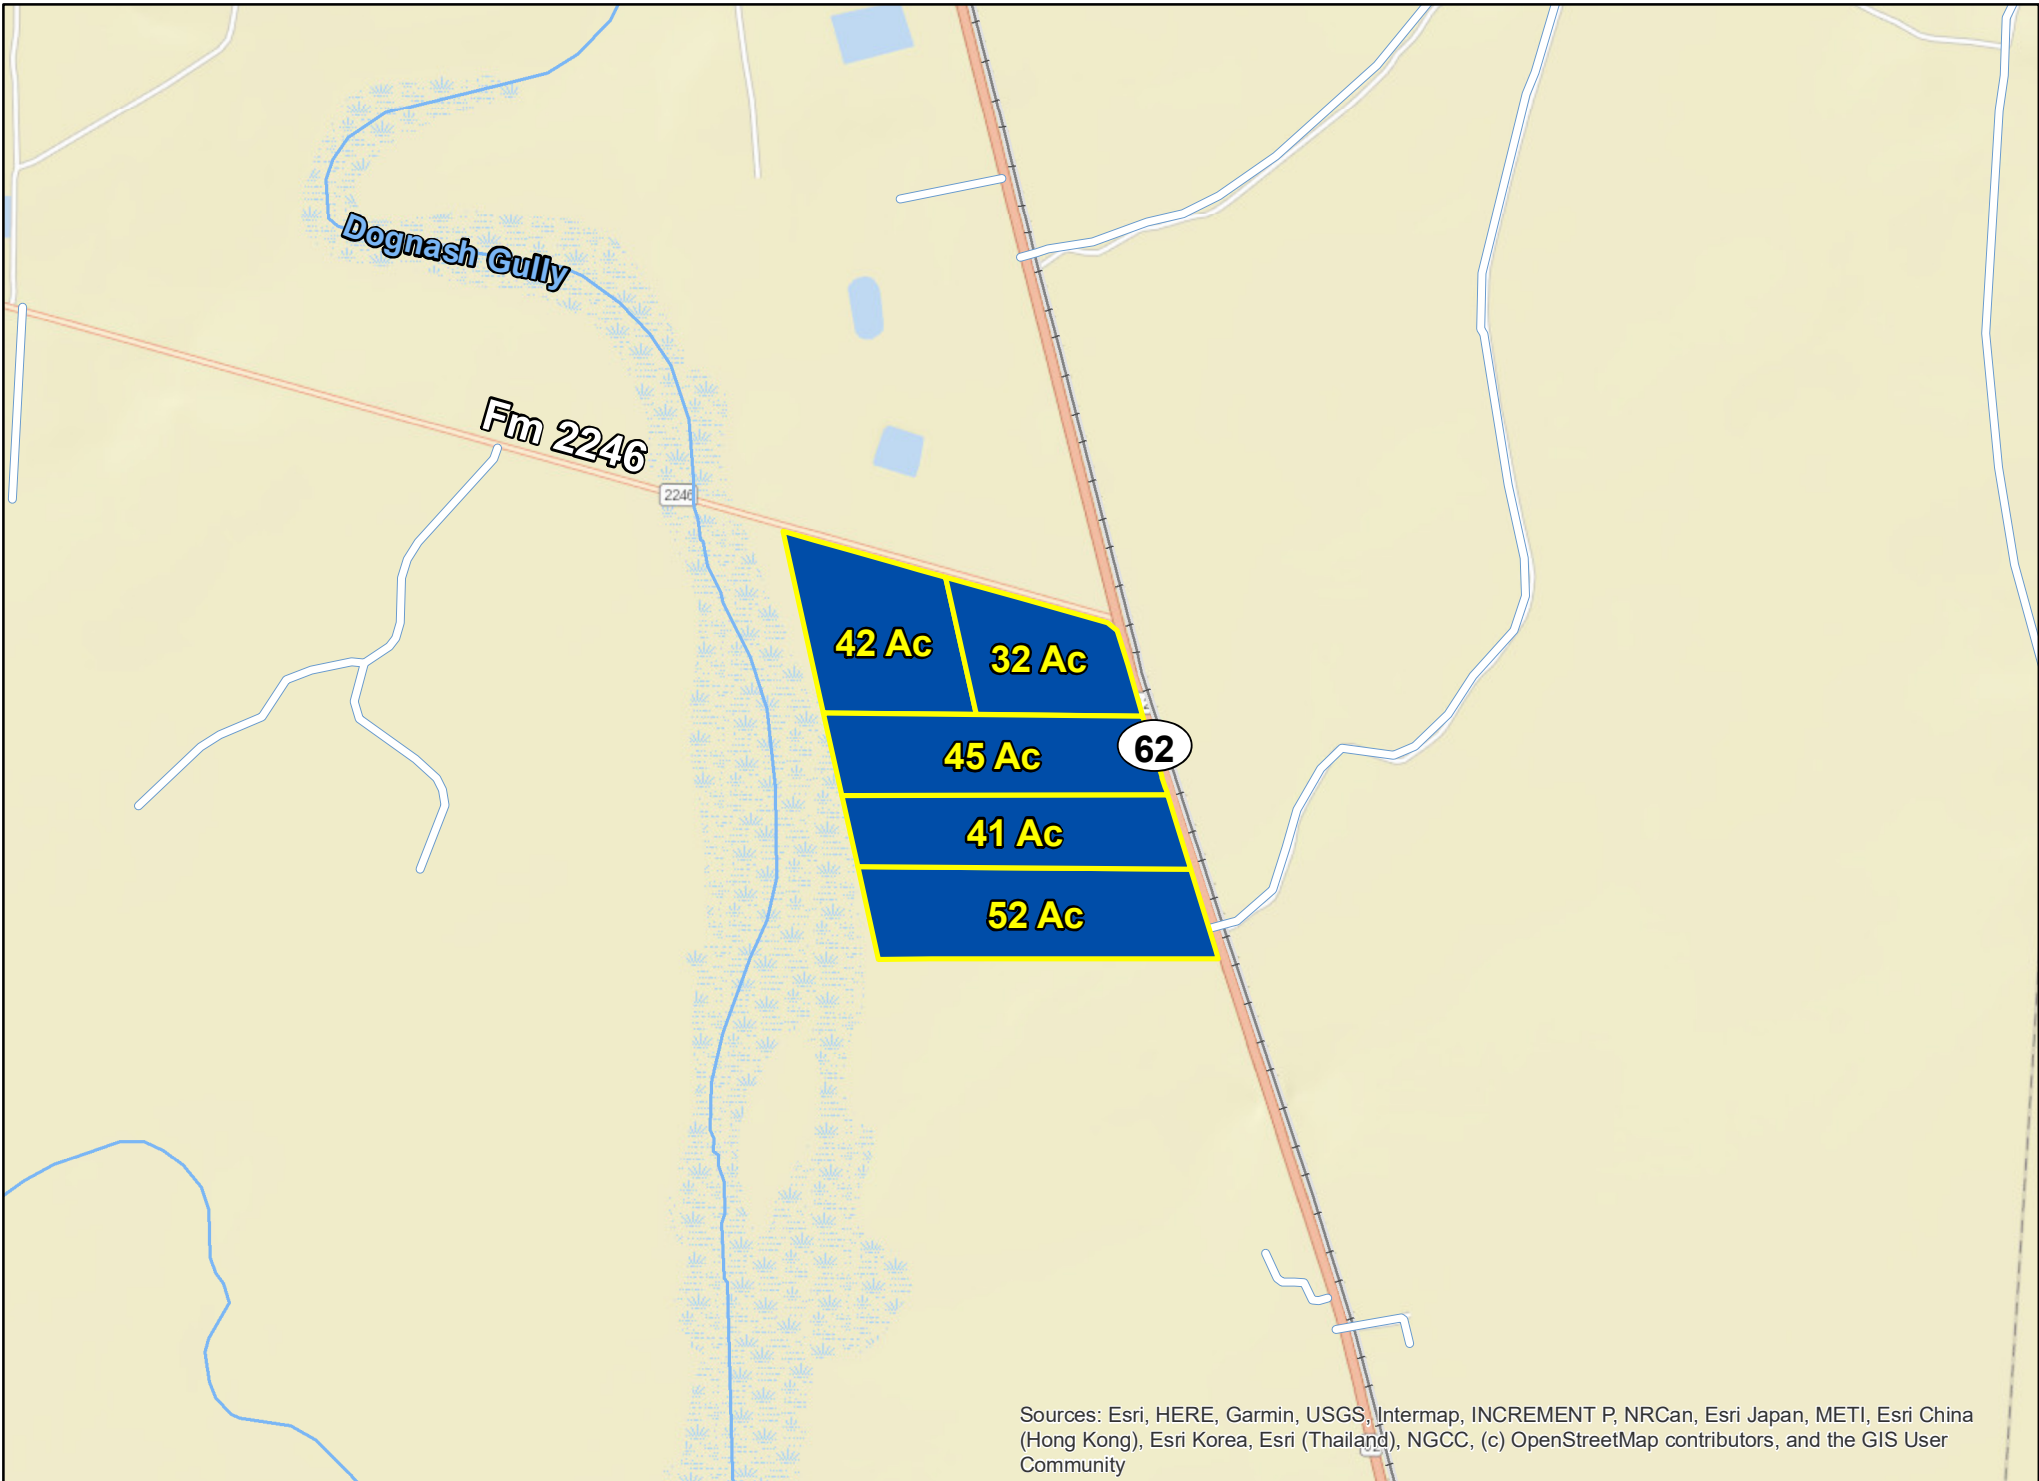 Dognash Gully
Fm 2246
2246
42 Ac
32 Ac
45 Ac
62
41 Ac
52 Ac
Sources: Esri, HERE, Garmin, USGS, Intermap, INCREMENT P, NRCan, Esri Japan, METI, Esri China
(Hong Kong), Esri Korea, Esri (Thailand), NGCC, (c) OpenStreetMap contributors, and the GIS User
Community